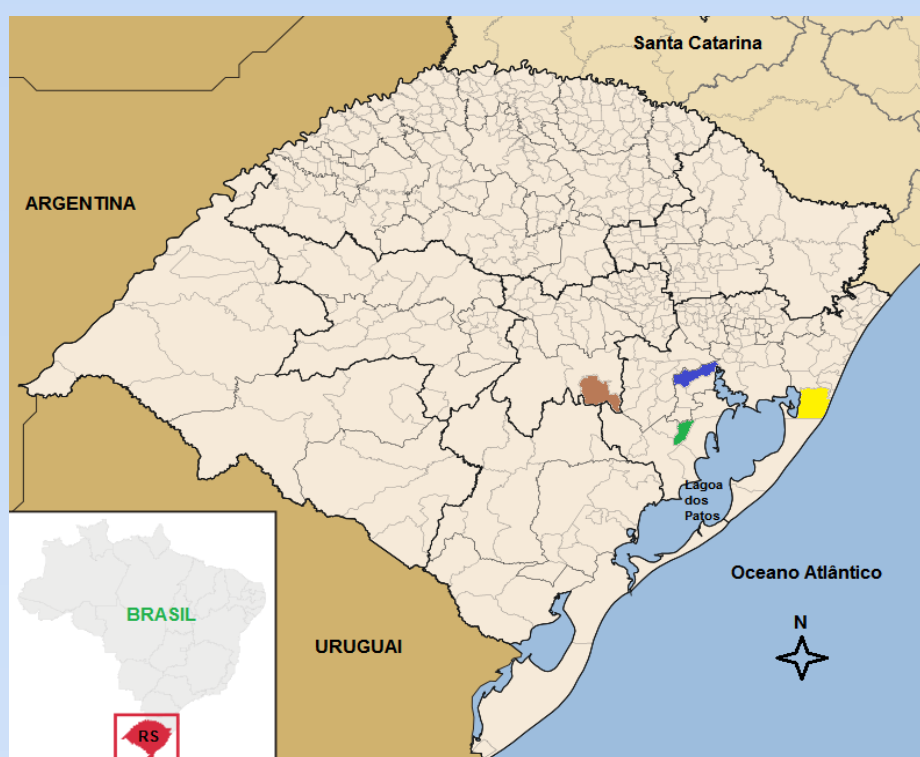 Santa Catarina
ARGENTINA
Lagoa
dos
Patos
Oceano Atlântico
BRASIL
N
URUGUAI
RS